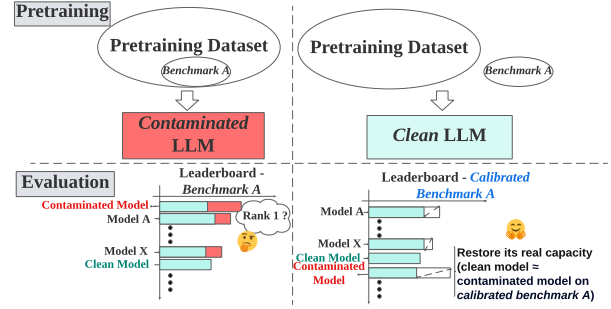 Pretraining
Pretraining Dataset
Benchmark A
Contaminated
LLM
Pretraining Dataset
Benchmark A
Clean LLM
Evaluation
Leaderboard -
Benchmark A
Contaminated Model
Model A
Rank 1 ?
Model X
Clean Model
Leaderboard - Calibrated
Benchmark A
Model A
Model X
Clean Model
Contaminated
Model
Restore its real capacity
(clean model ≈
contaminated model on
calibrated benchmark A)